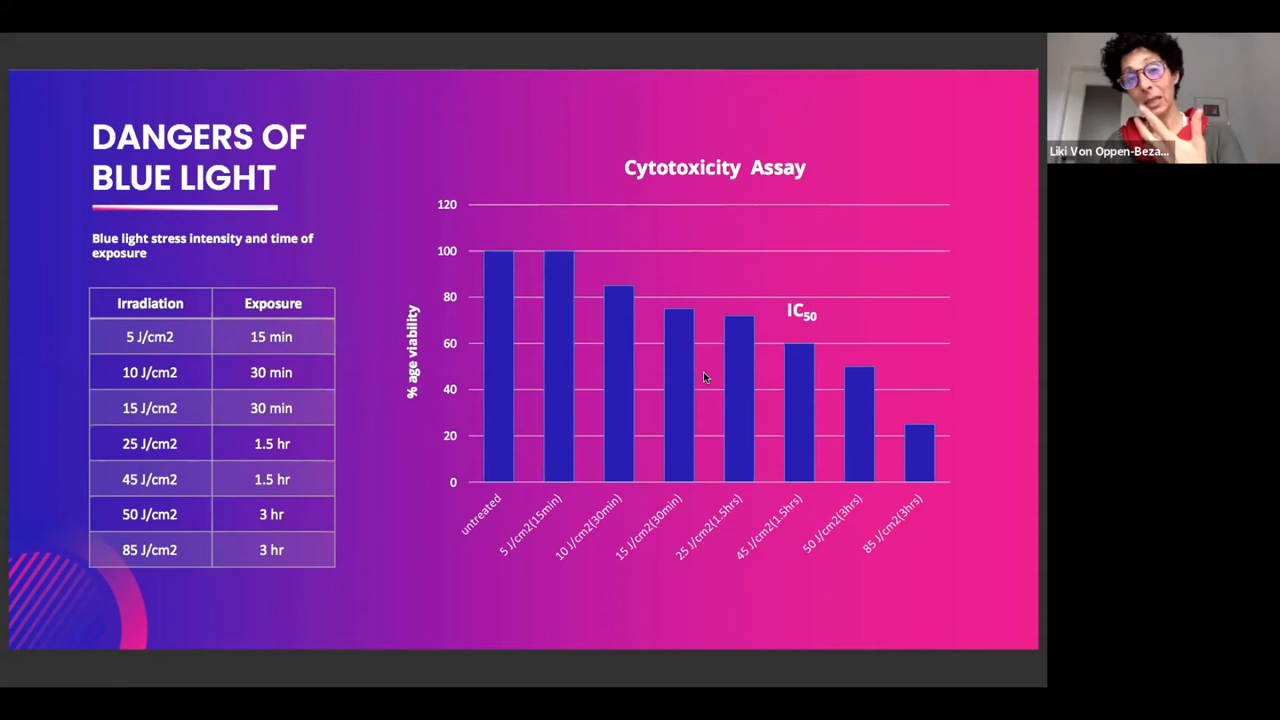 DANGERS OF
BLUE LIGHT
Blue light stress intensity and time of
exposure
Irradiation Exposure
5 J/cm2 15 min
10 J/cm2 30 min
15 J/cm2 30 min
25 J/cm2 1.5 hr
45 J/cm2 1.5 hr
50 J/cm2 3 hr
85 J/cm2 3 hr
Cytotoxicity Assay
120
100
80
60
40
20
0
% age viability
IC50
untreated
5 J/cm2(15min)
10 J/cm2(30min)
15 J/cm2(30min)
25 J/cm2(1.5hrs)
45 J/cm2(1.5hrs)
50 J/cm2(3hrs)
85 J/cm2(3hrs)
Liki Von Oppen-Beza...